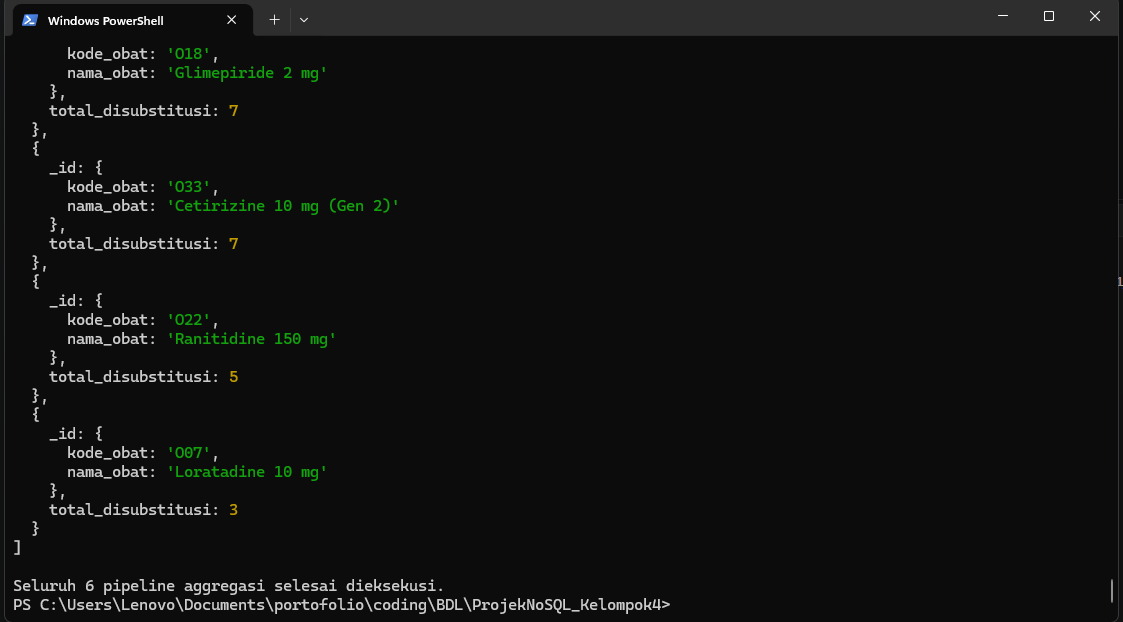 Windows PowerShell
kode_obat: 'O18',
nama_obat: 'Glimepiride 2 mg'
},
total_disubstitusi: 7
},
{
_id: {
kode_obat: 'O33',
nama_obat: 'Cetirizine 10 mg (Gen 2)'
},
total_disubstitusi: 7
},
{
_id: {
kode_obat: 'O22',
nama_obat: 'Ranitidine 150 mg'
},
total_disubstitusi: 5
},
{
_id: {
kode_obat: 'O07',
nama_obat: 'Loratadine 10 mg'
},
total_disubstitusi: 3
}
]
Seluruh 6 pipeline aggregasi selesai dieksekusi.
PS C:\Users\Lenovo\Documents\portofolio\coding\BDL\ProjekNoSQL_Kelompok4>